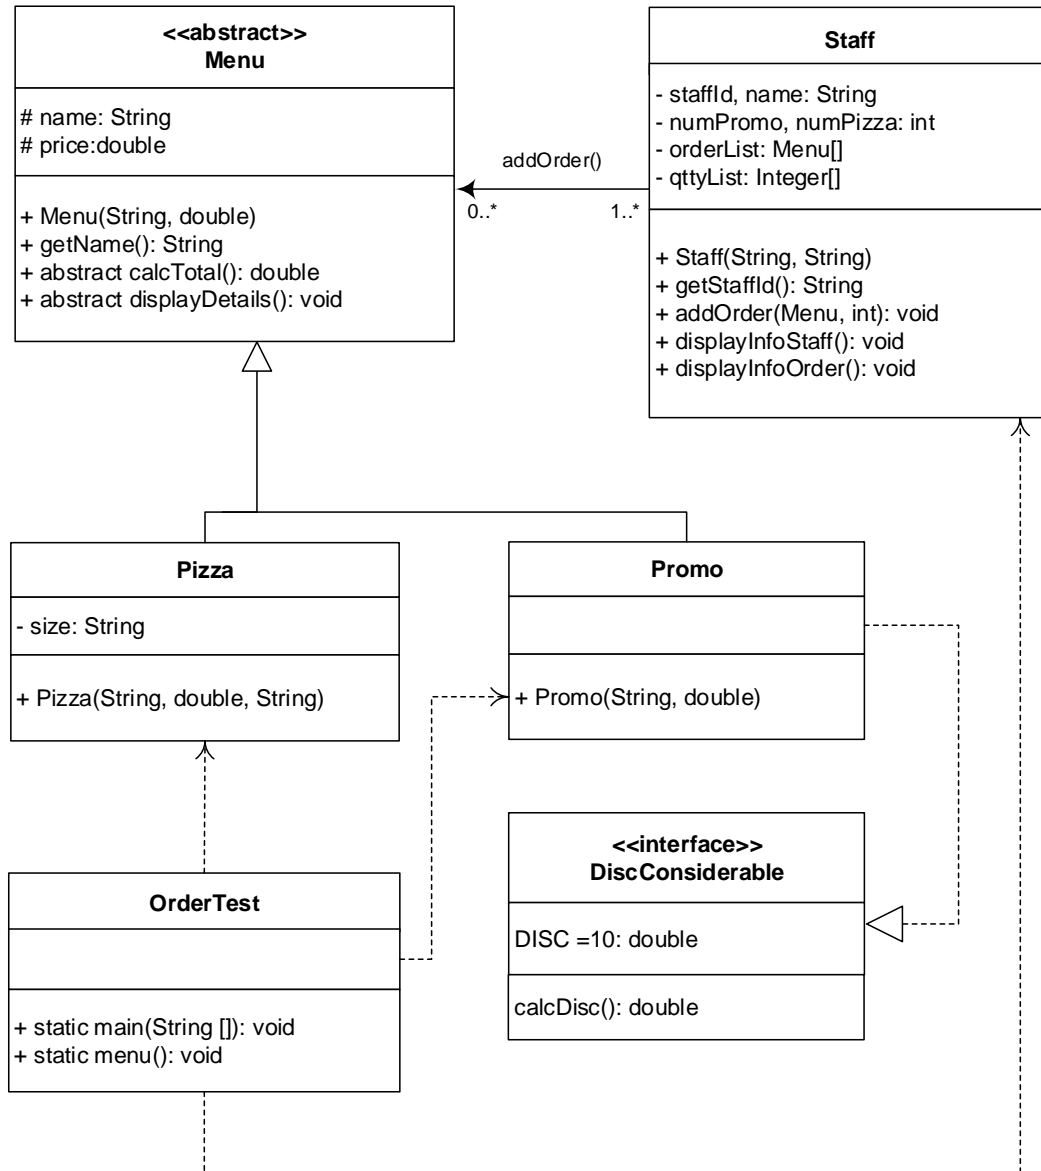 <<abstract>>
Menu
# name: String
# price:double
+ Menu(String, double)
+ getName(): String
+ abstract calcTotal(): double
+ abstract displayDetails(): void
addOrder()
0..*
1..*
Staff
- staffId, name: String
- numPromo, numPizza: int
- orderList: Menu[]
- qttyList: Integer[]
+ Staff(String, String)
+ getStaffId(): String
+ addOrder(Menu, int): void
+ displayInfoStaff(): void
+ displayInfoOrder(): void
Pizza
- size: String
+ Pizza(String, double, String)
Promo
+ Promo(String, double)
OrderTest
+ static main(String []): void
+ static menu(): void
<<interface>>
DiscConsiderable
DISC =10: double
calcDisc(): double